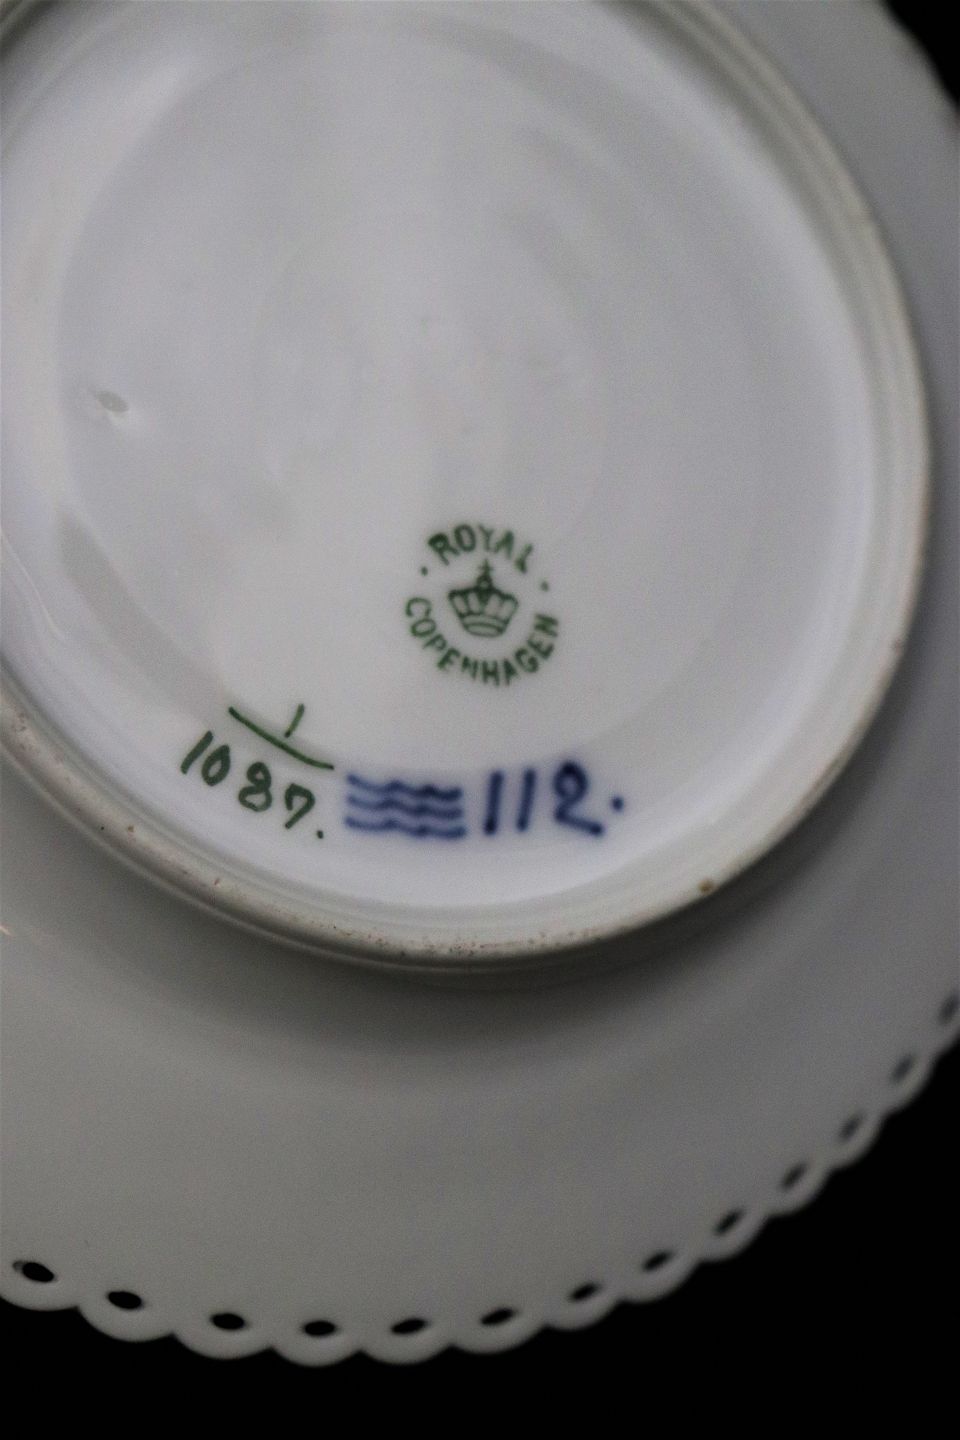 ROYAL
COPENHAGEN
1
1087.
112.